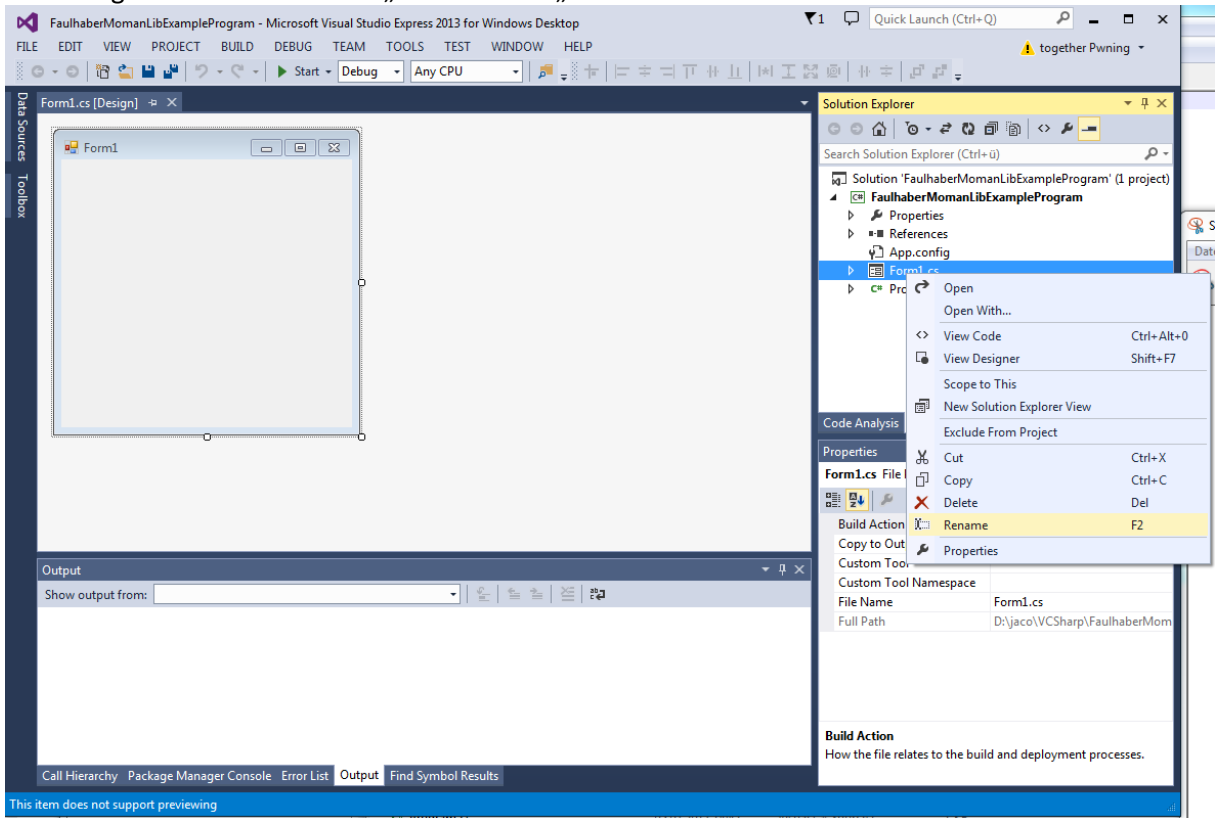 FaulhaberMomanLibExampleProgram - Microsoft Visual Studio Express 2013 for Windows Desktop
1 Quick Launch (Ctrl+Q)
FILE EDIT VIEW PROJECT BUILD DEBUG TEAM TOOLS TEST WINDOW HELP
together Pwning
Start Debug Any CPU
Data Sources
Toolbox
Form1.cs [Design]
Form1
Solution Explorer
Search Solution Explorer (Ctrl+ü)
Solution 'FaulhaberMomanLibExampleProgram' (1 project)
FaulhaberMomanLibExampleProgram
Properties
References
App.config
Form1.cs
C# Pro
Open
Open With...
View Code Ctrl+Alt+0
View Designer Shift+F7
Scope to This
New Solution Explorer View
Exclude From Project
Cut Ctrl+X
Copy Ctrl+C
Delete Del
Rename F2
Properties
Code Analysis
Properties
Form1.cs File
Build Action
Copy to Out
Custom Tool
Custom Tool Namespace
File Name Form1.cs
Full Path D:\jaco\VCSharp\FaulhaberMom
Build Action
How the file relates to the build and deployment processes.
Output
Show output from:
Call Hierarchy Package Manager Console Error List Output Find Symbol Results
This item does not support previewing